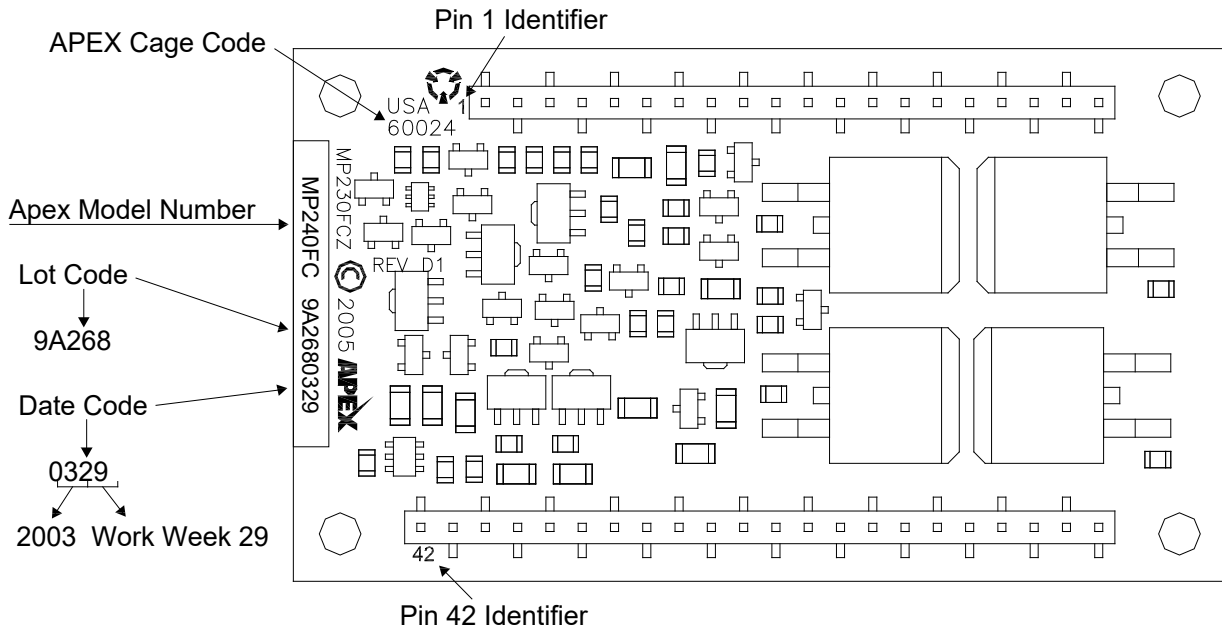 Pin 1 Identifier
APEX Cage Code
USA 1
60024
MP230FCZ © 2005 APEX
REV D1
MP240FC 9A2680329
Apex Model Number
Lot Code
9A268
Date Code
0329
2003 Work Week 29
42
Pin 42 Identifier